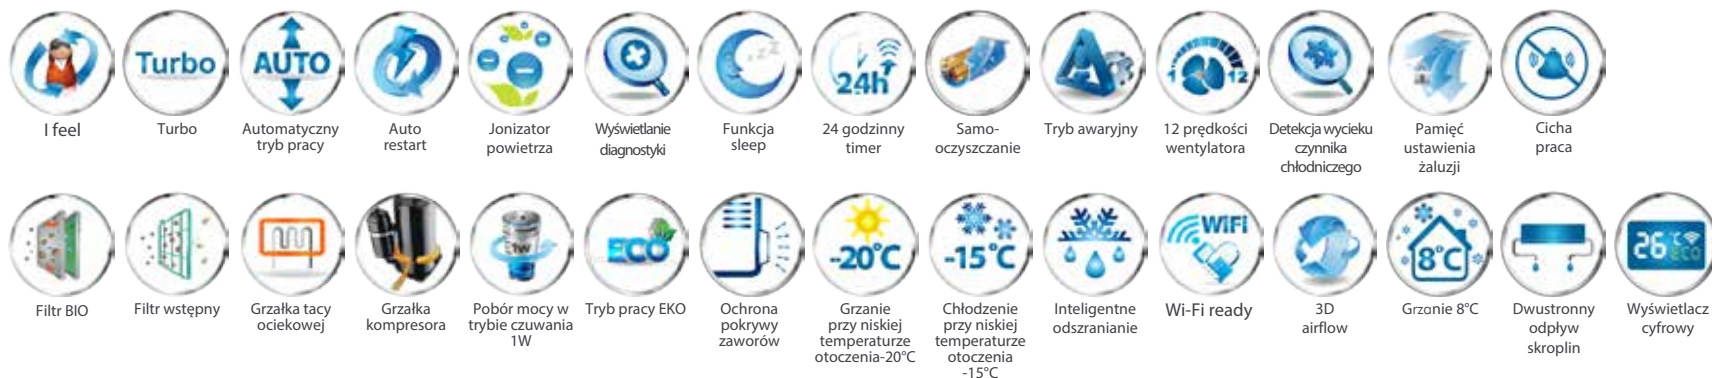 Turbo
AUTO
24h
1 12
I feel
Turbo
Automatyczny
tryb pracy
Auto
restart
Jonizator
powietrza
Wyświetlanie
diagnostyki
Funkcja
sleep
24 godzinny
timer
Samo-
oczyszczanie
Tryb awaryjny
12 prędkości
wentylatora
Detekcja wycieku
czynnika
chłodniczego
Pamięć
ustawienia
żaluzji
Cicha
praca
1W
ECO
-20°C
-15°C
WiFi
8°C
26°C
eco
Filtr BIO
Filtr wstępny
Grzałka tacy
ociekowej
Grzałka
kompresora
Pobór mocy w
trybie czuwania
1W
Tryb pracy EKO
Ochrona
pokrywy
zaworów
Grzanie
przy niskiej
temperaturze
otoczenia-20°C
Chłodzenie
przy niskiej
temperaturze
otoczenia
-15°C
Inteligentne
odszranianie
Wi-Fi ready
3D
airflow
Grzonie 8°C
Dwustronny
odpływ
skroplin
Wyświetlacz
cyfrowy